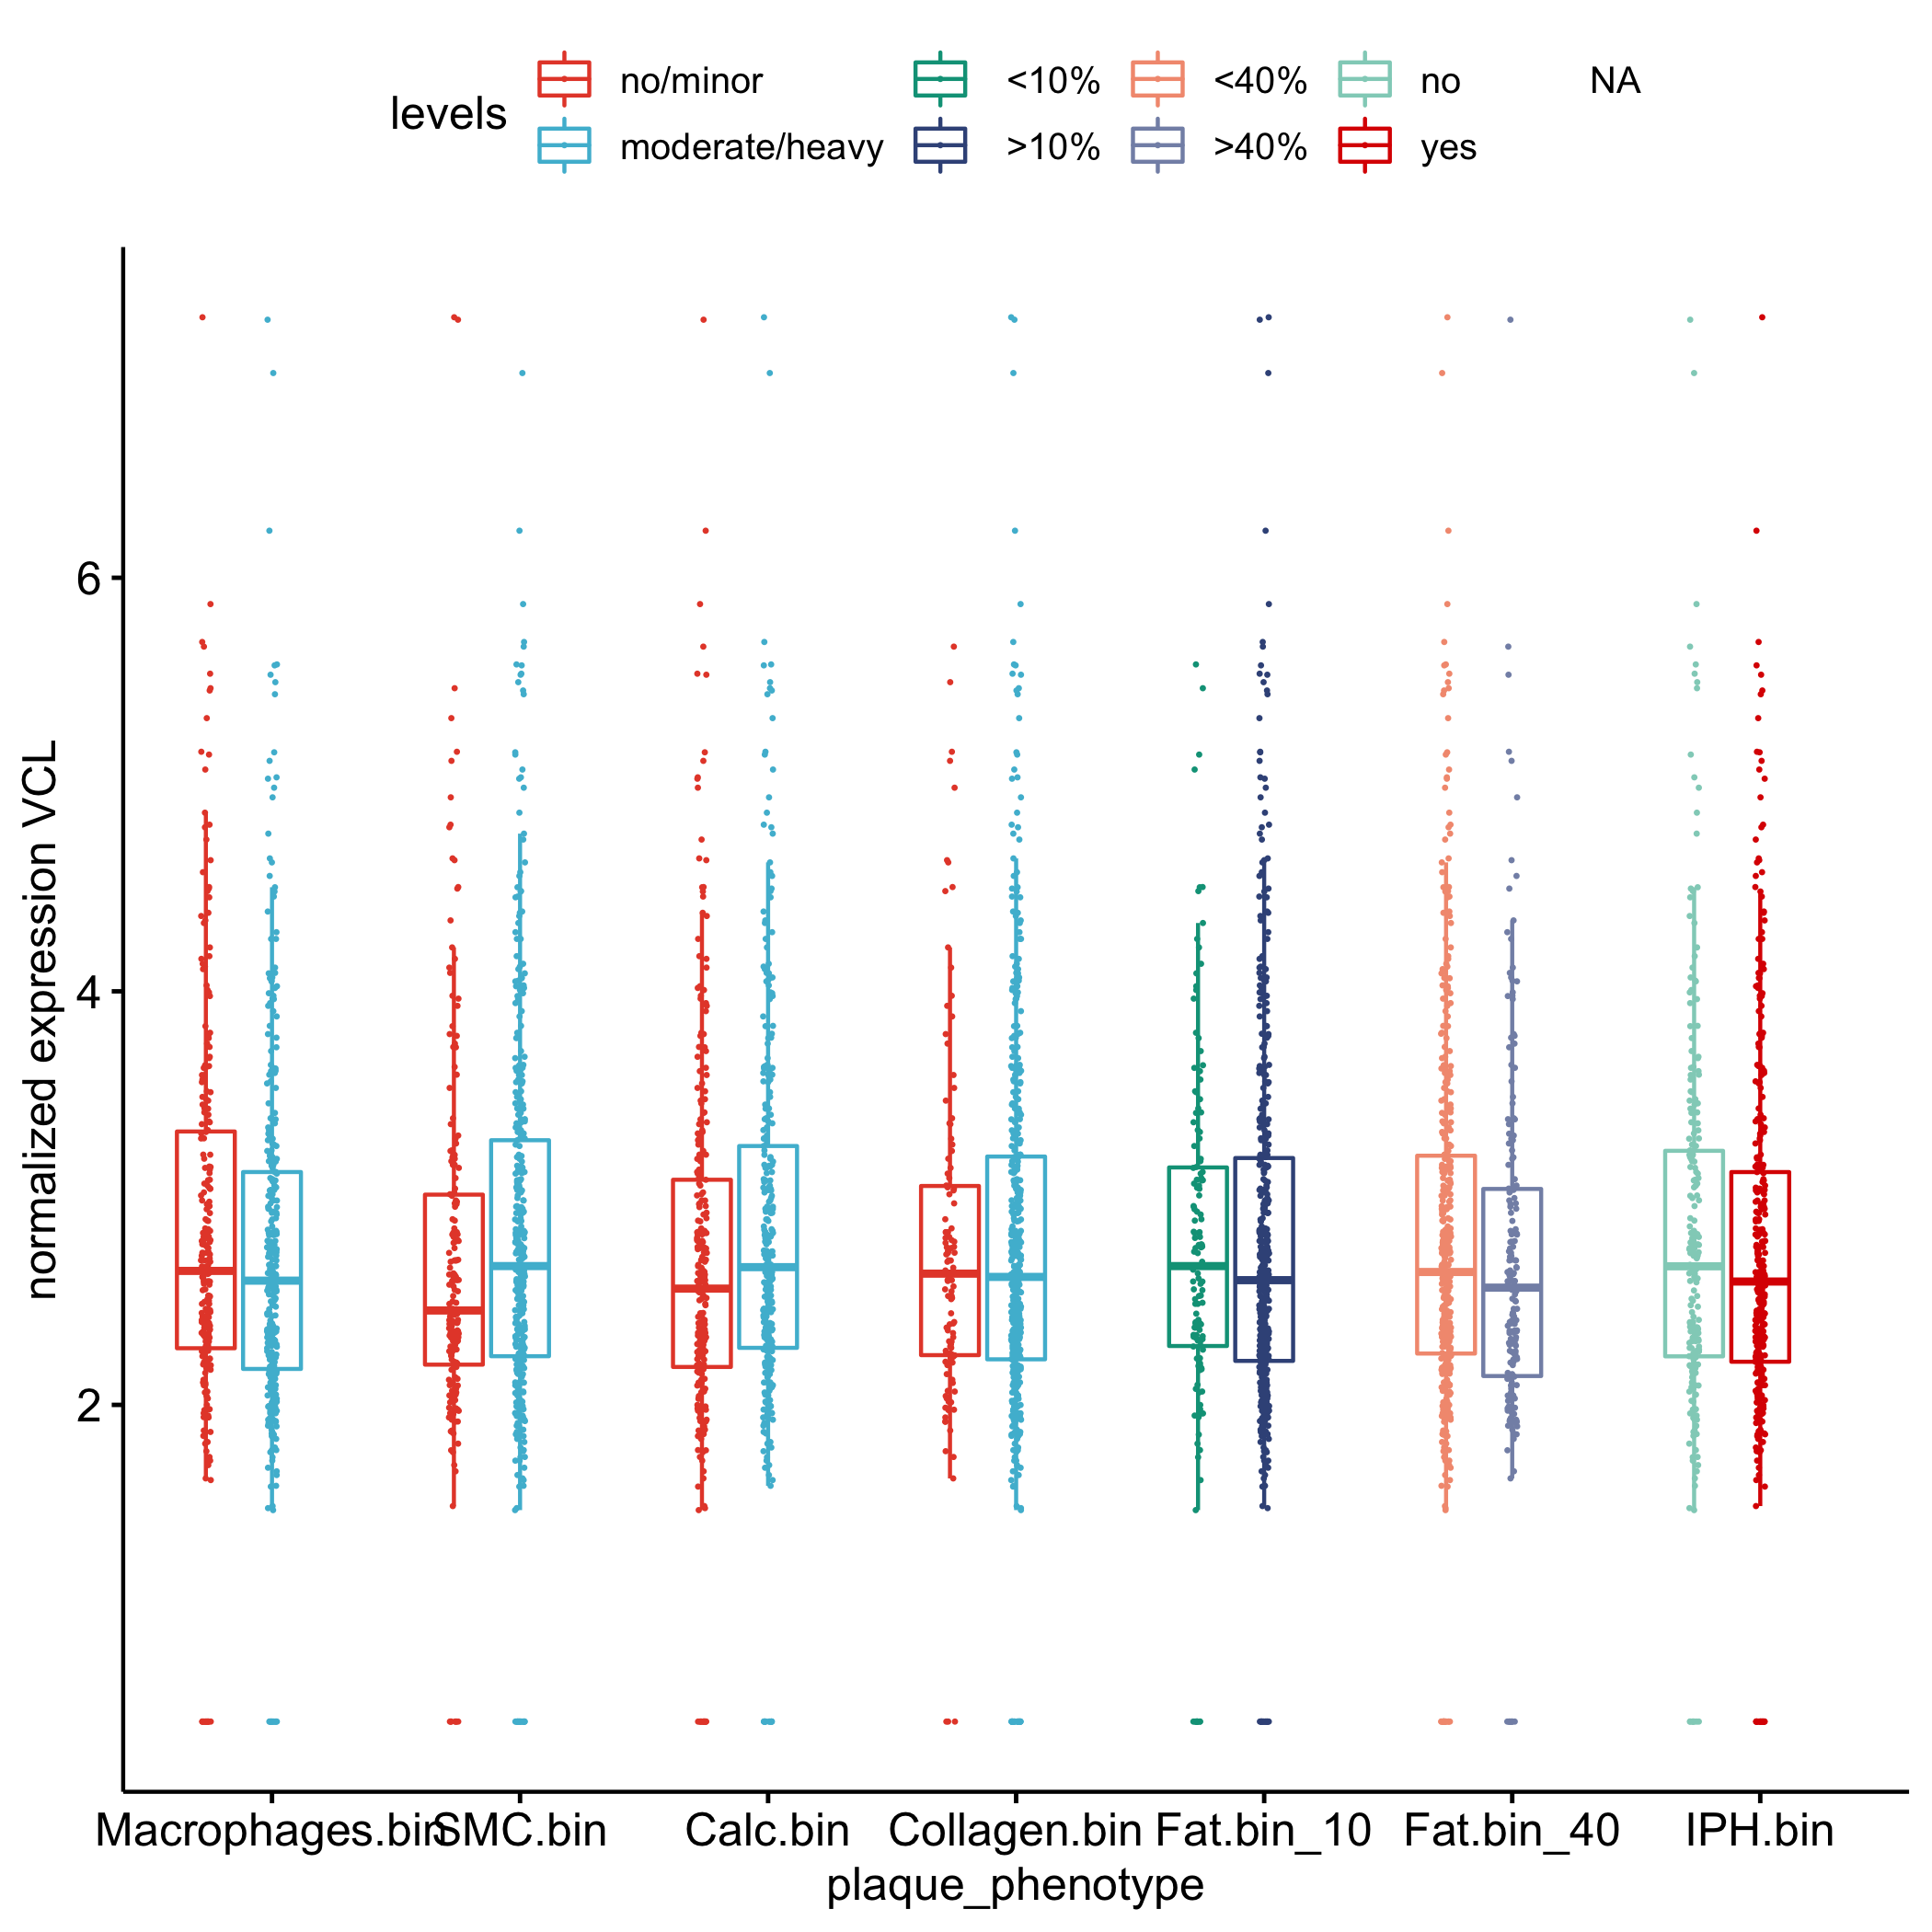 levels
no/minor <10% <40% no NA
moderate/heavy >10% >40% yes
normalized expression VCL
6
4
2
Macrophages.bin SMC.bin Calc.bin Collagen.bin Fat.bin_10 Fat.bin_40 IPH.bin
plaque_phenotype